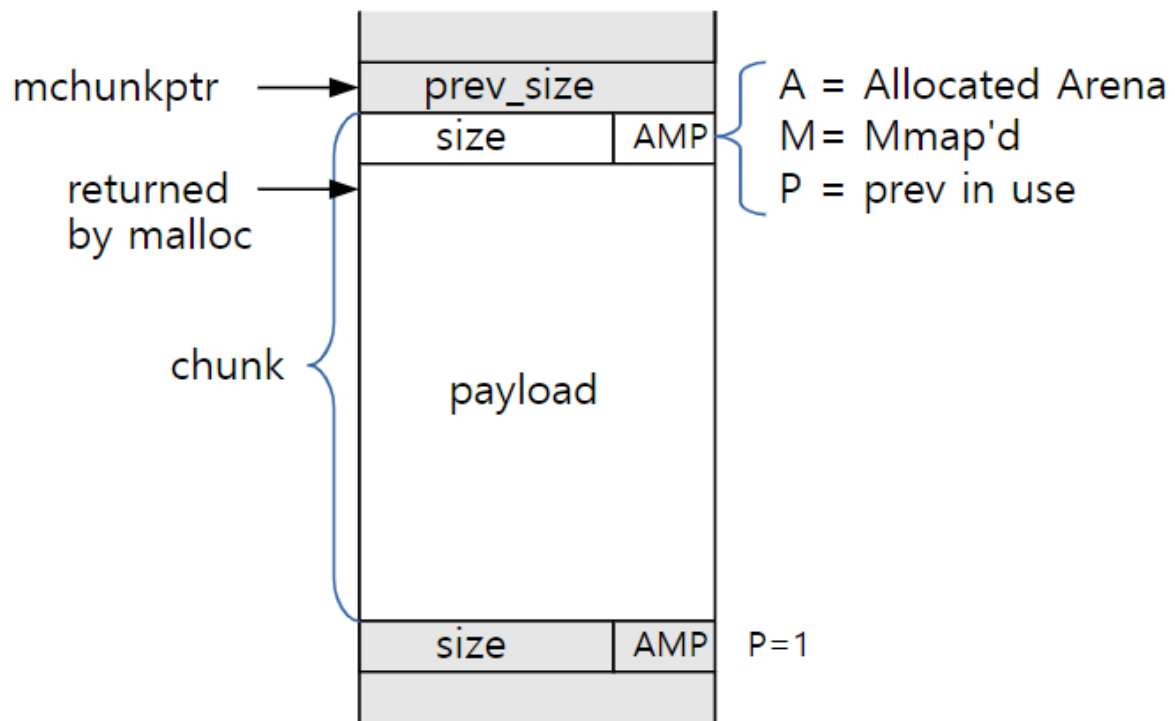 mchunkptr
prev_size
A = Allocated Arena
size
AMP
M= Mmap'd
P = prev in use
returned
by malloc
chunk
payload
size
AMP
P=1